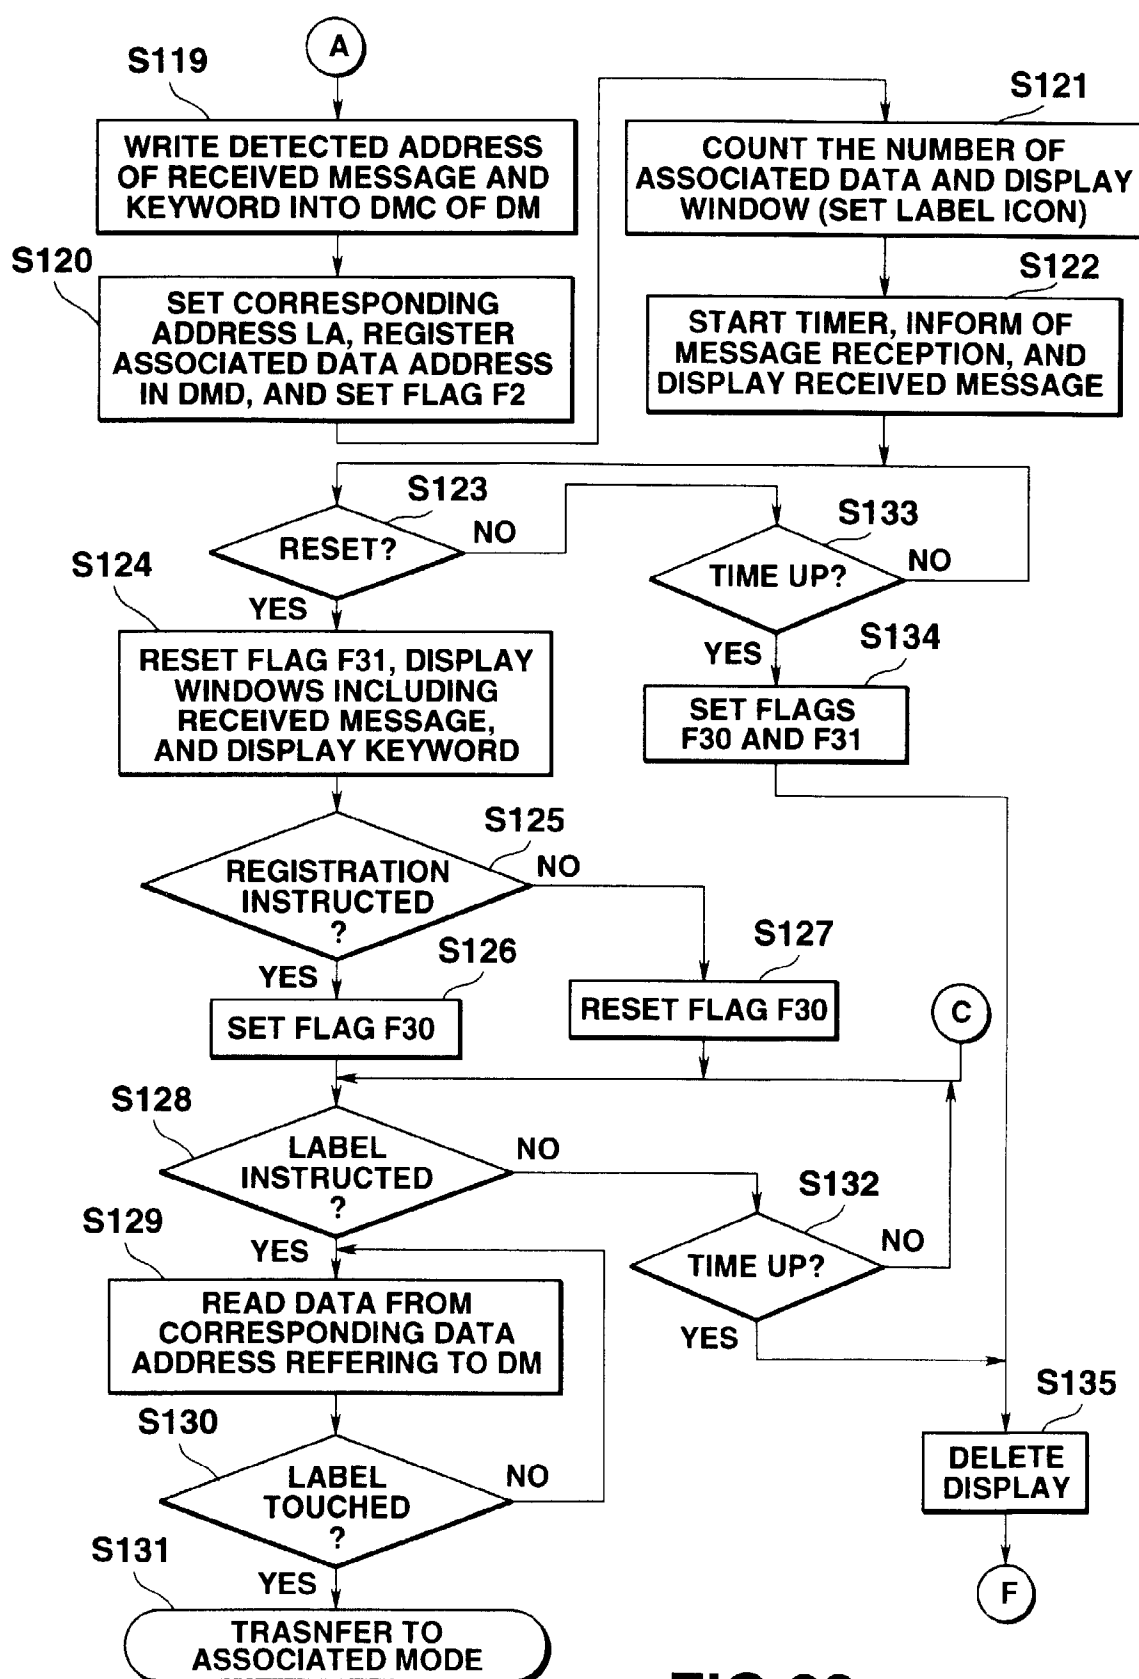 A
S119
WRITE DETECTED ADDRESS
OF RECEIVED MESSAGE AND
KEYWORD INTO DMC OF DM
S120
SET CORRESPONDING
ADDRESS LA, REGISTER
ASSOCIATED DATA ADDRESS
IN DMD, AND SET FLAG F2
S121
COUNT THE NUMBER OF
ASSOCIATED DATA AND DISPLAY
WINDOW (SET LABEL ICON)
S122
START TIMER, INFORM OF
MESSAGE RECEPTION, AND
DISPLAY RECEIVED MESSAGE
S123
RESET?
NO
YES
S133
TIME UP?
NO
YES
S134
SET FLAGS
F30 AND F31
S124
RESET FLAG F31, DISPLAY
WINDOWS INCLUDING
RECEIVED MESSAGE,
AND DISPLAY KEYWORD
S125
REGISTRATION
INSTRUCTED
?
NO
YES
S126
SET FLAG F30
S127
RESET FLAG F30
C
S128
LABEL
INSTRUCTED
?
NO
YES
S132
TIME UP?
NO
YES
S129
READ DATA FROM
CORRESPONDING DATA
ADDRESS REFERING TO DM
S130
LABEL
TOUCHED
?
NO
YES
S131
TRASNFER TO
ASSOCIATED MODE
S135
DELETE
DISPLAY
F